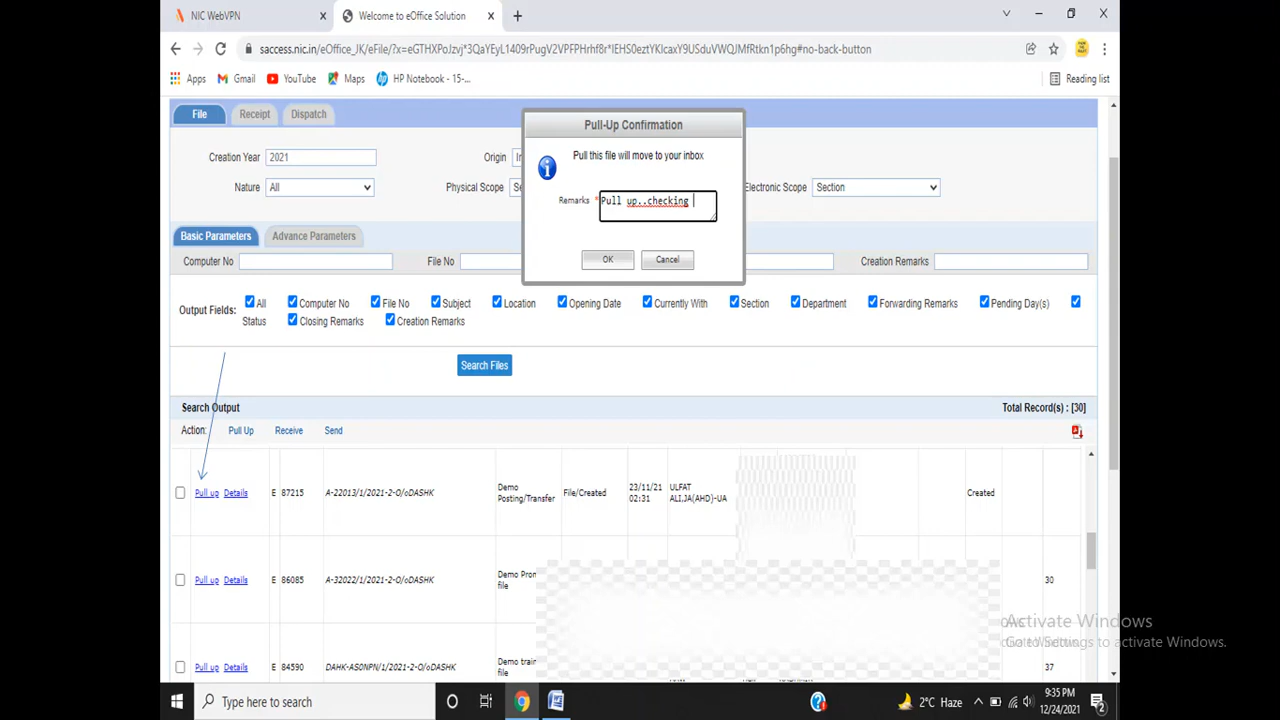 NIC WebVPN
Welcome to eOffice Solution
saccess.nic.in/eOffice_JK/eFile/?x=eGTHXPoJzvj*3QaYEyL1409rPugV2VPFPHrhf8r*lEHS0eztYKIcaxY9USduVWQJMfRtkn1p6hg#no-back-button
Apps Gmail YouTube Maps HP Notebook - 15-... Reading list
File Receipt Dispatch
Pull-Up Confirmation
Pull this file will move to your inbox
Remarks * Pull up..checking
OK Cancel
Creation Year 2021 Origin
Nature All Physical Scope Electronic Scope Section
Basic Parameters Advance Parameters
Computer No File No Creation Remarks
Output Fields: All Computer No File No Subject Location Opening Date Currently With Section Department Forwarding Remarks Pending Day(s)
Status Closing Remarks Creation Remarks
Search Files
Search Output Total Record(s) : [30]
Action: Pull Up Receive Send
Pull up Details E 87215 A-22013/1/2021-2-O/oDASHK Demo Posting/Transfer File/Created 23/11/21 02:31 ULFAT ALI,JA(AHD)-UA Created
Pull up Details E 86085 A-32022/1/2021-2-O/oDASHK Demo file 30
Pull up Details E 84590 DAHK-AS0NPN/1/2021-2-O/oDASHK Demo file 37
Activate Windows
Go to Settings to activate Windows.
Type here to search
2°C Haze
9:35 PM
12/24/2021
2